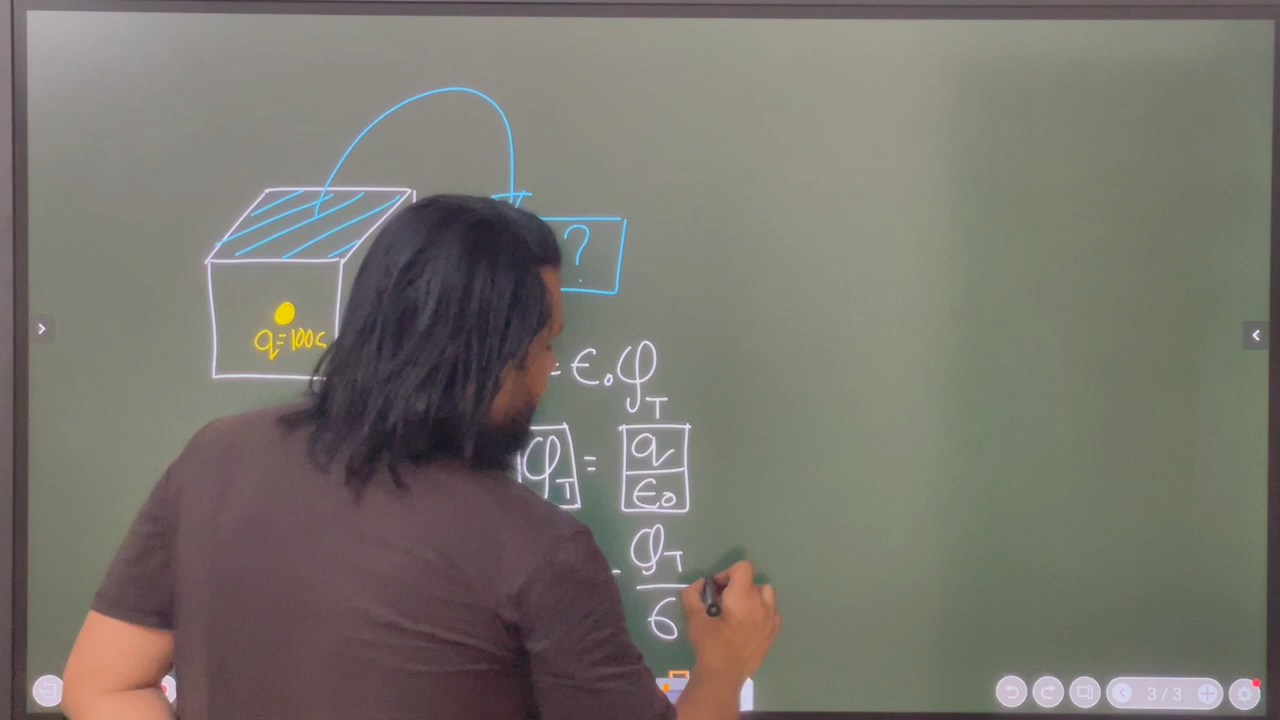 ?
q=100c
= ϵ₀φ_T
φ_T = q/ϵ₀
φ_T/6
3/3